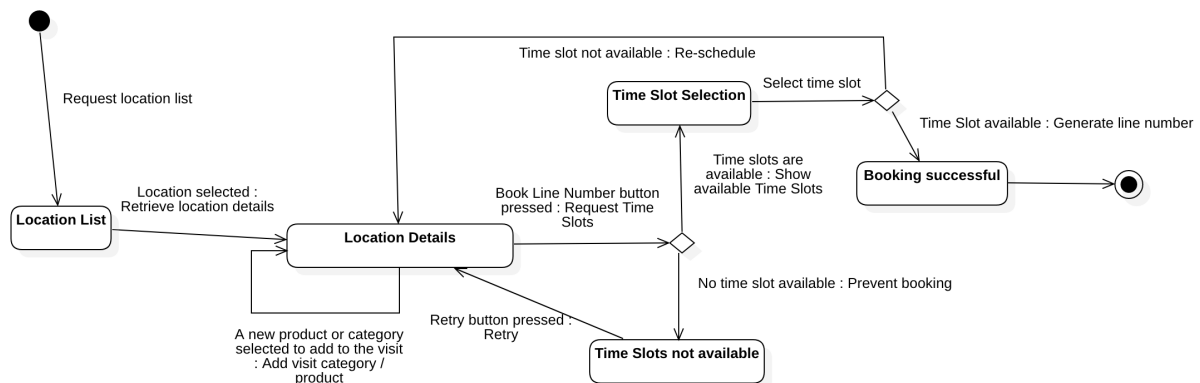 Time slot not available : Re-schedule
Request location list
Time Slot Selection
Select time slot
Time Slot available : Generate line number
Time slots are
available : Show
available Time Slots
Booking successful
Location selected :
Retrieve location details
Book Line Number button
pressed : Request Time
Slots
Location List
Location Details
No time slot available : Prevent booking
Retry button pressed :
Retry
A new product or category
selected to add to the visit
: Add visit category /
product
Time Slots not available